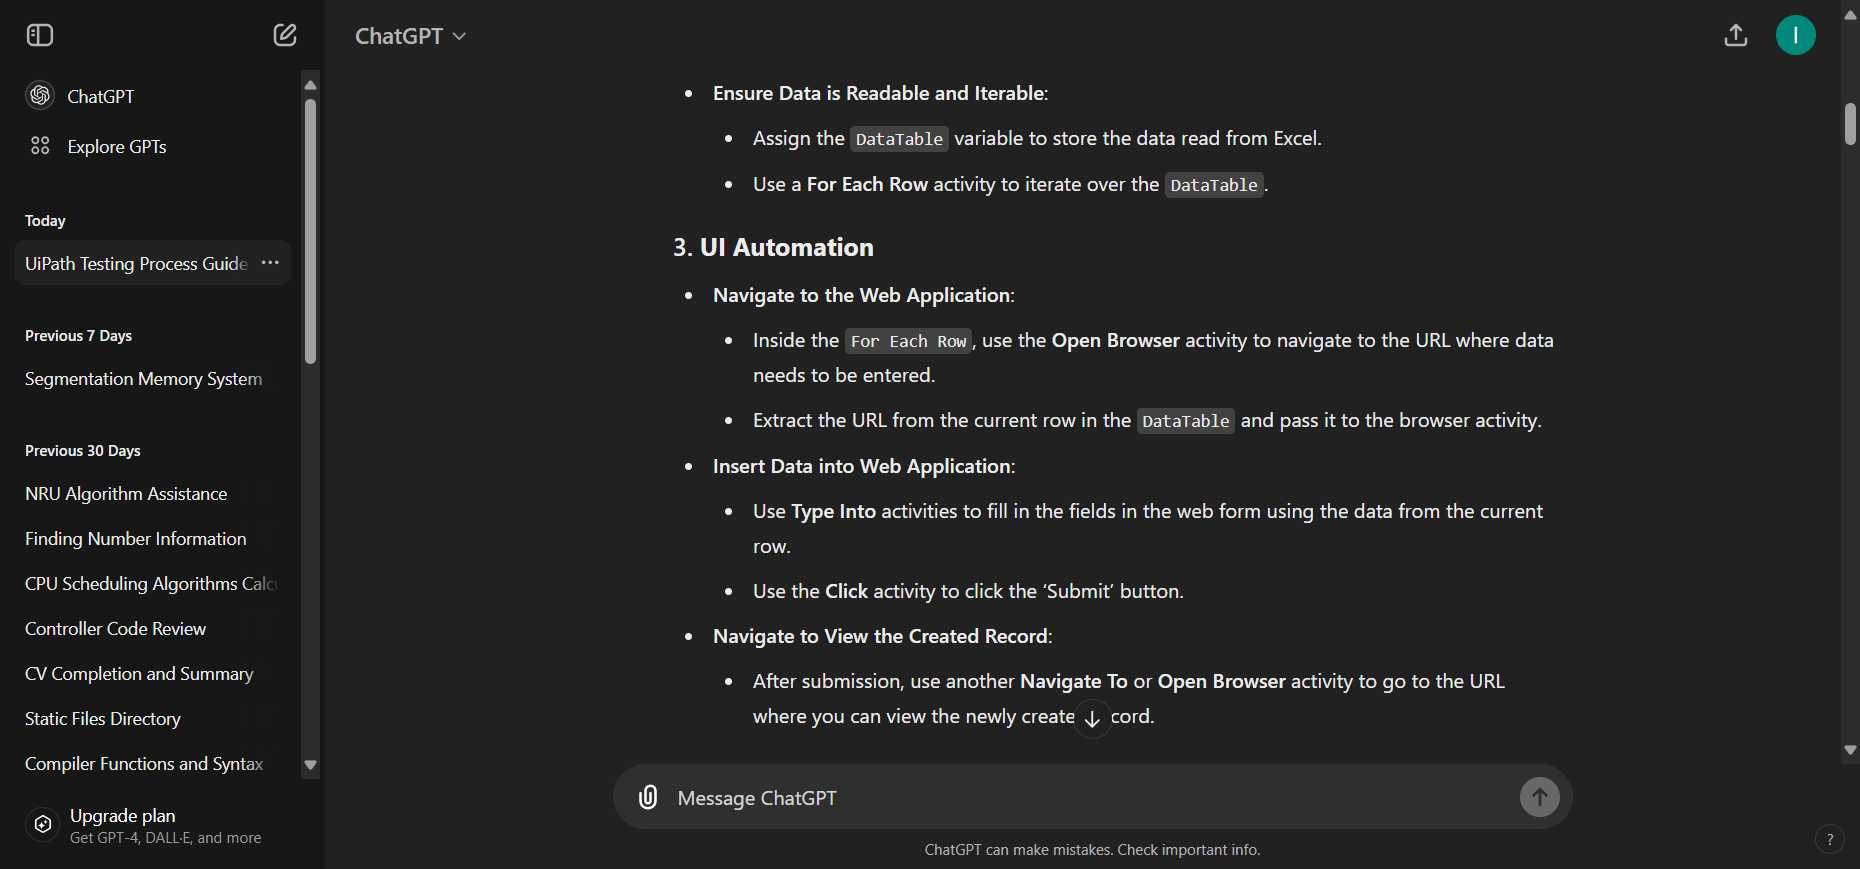 ChatGPT
Explore GPTs
Today
UiPath Testing Process Guide
Previous 7 Days
Segmentation Memory System
Previous 30 Days
NRU Algorithm Assistance
Finding Number Information
CPU Scheduling Algorithms Calc
Controller Code Review
CV Completion and Summary
Static Files Directory
Compiler Functions and Syntax
Upgrade plan
Get GPT-4, DALL·E, and more
ChatGPT
I
Ensure Data is Readable and Iterable:
Assign the DataTable variable to store the data read from Excel.
Use a For Each Row activity to iterate over the DataTable.
3. UI Automation
Navigate to the Web Application:
Inside the For Each Row, use the Open Browser activity to navigate to the URL where data
needs to be entered.
Extract the URL from the current row in the DataTable and pass it to the browser activity.
Insert Data into Web Application:
Use Type Into activities to fill in the fields in the web form using the data from the current
row.
Use the Click activity to click the ‘Submit’ button.
Navigate to View the Created Record:
After submission, use another Navigate To or Open Browser activity to go to the URL
where you can view the newly create cord.
Message ChatGPT
ChatGPT can make mistakes. Check important info.
?